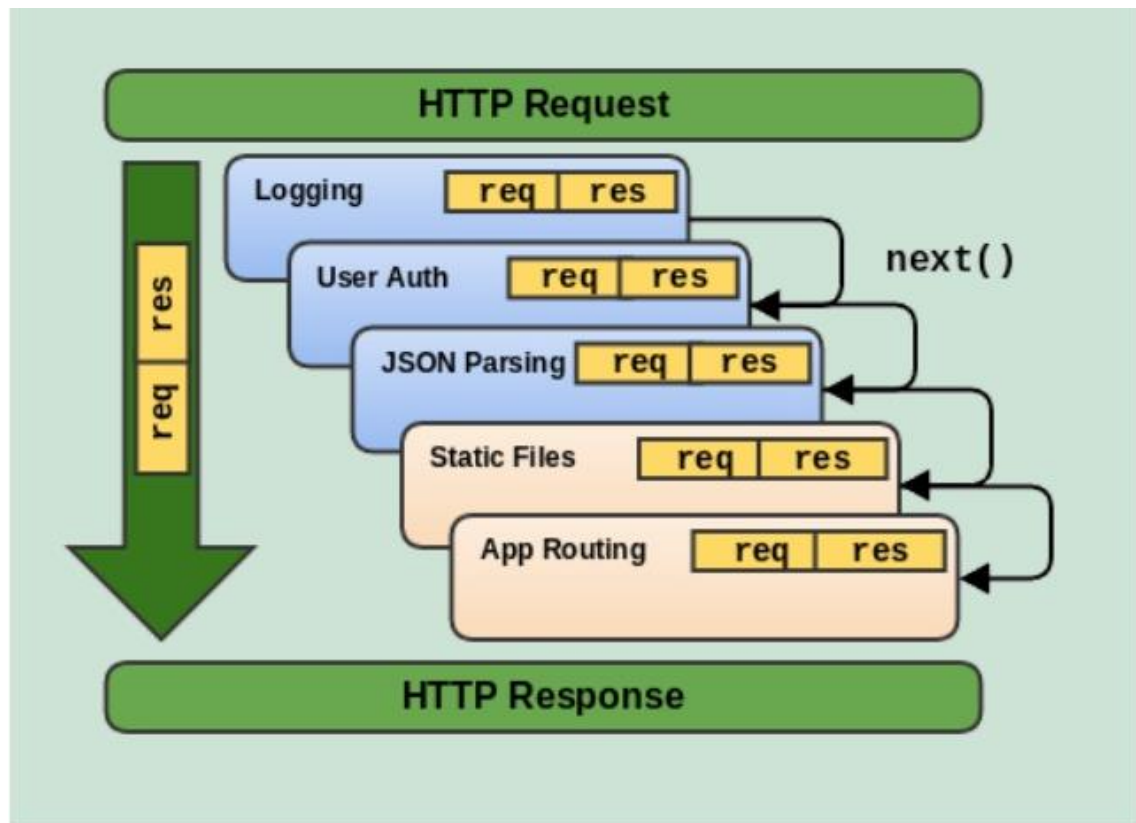 HTTP Request
Logging req res
next()
User Auth req res
JSON Parsing req res
Static Files req res
App Routing req res
res
req
HTTP Response